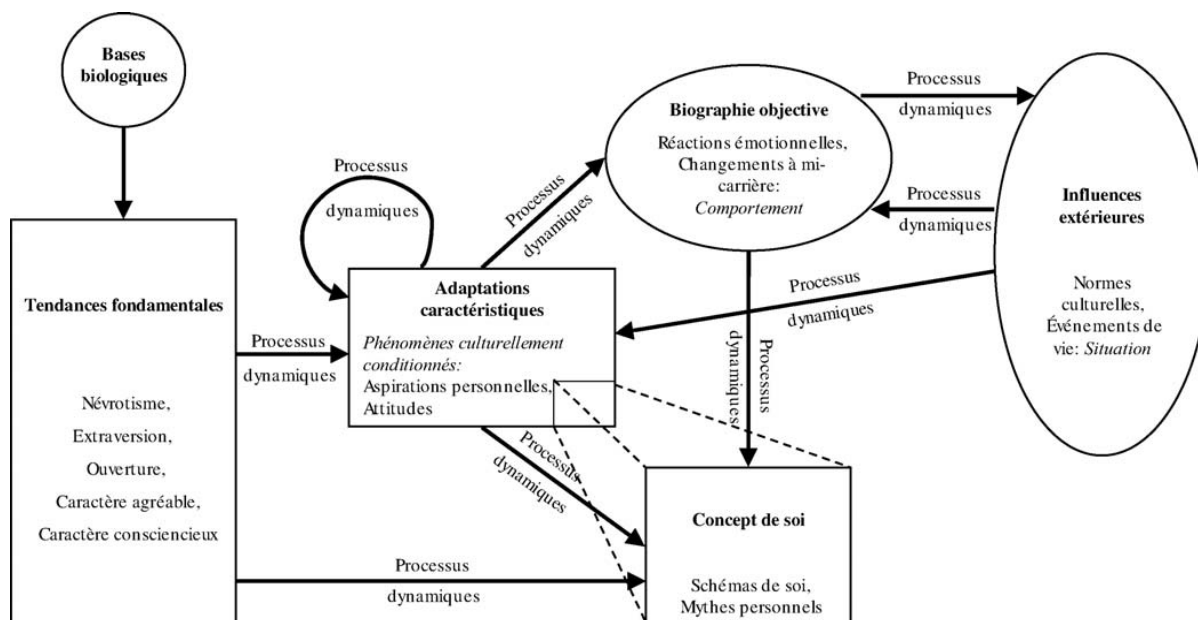 Bases
biologiques
Tendances fondamentales
Névrotisme,
Extraversion,
Ouverture,
Caractère agréable,
Caractère consciencieux
Processus
dynamiques
Processus
dynamiques
Adaptations
caractéristiques
Phénomènes culturellement
conditionnés:
Aspirations personnelles,
Attitudes
Processus
dynamiques
Biographie objective
Réactions émotionnelles,
Changements à mi-
carrière:
Comportement
Processus
dynamiques
Processus
dynamiques
Influences
extérieures
Normes
culturelles,
Événements de
vie: Situation
Processus
dynamiques
Processus
dynamiques
Processus
dynamiques
Processus
dynamiques
Concept de soi
Schémas de soi,
Mythes personnels